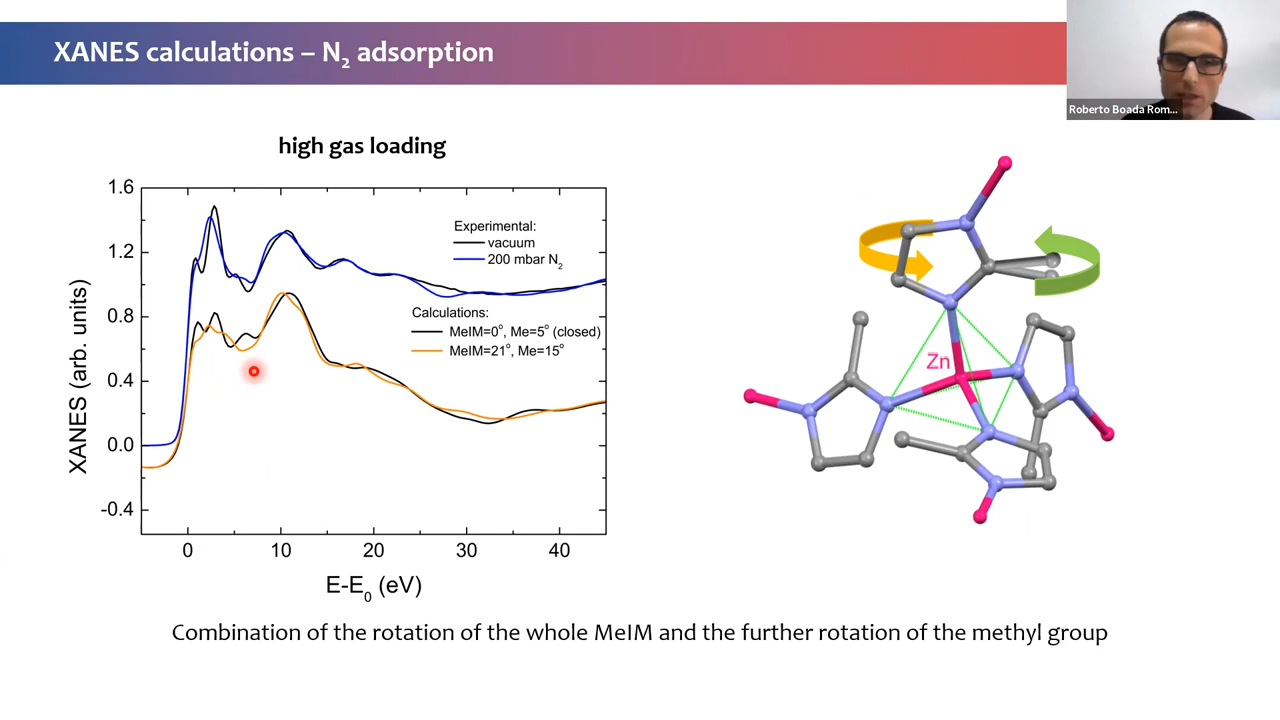 XANES calculations – N₂ adsorption
Roberto Boada Rom...
high gas loading
XANES (arb. units)
1.6
1.2
0.8
0.4
0.0
-0.4
Experimental:
vacuum
200 mbar N₂
Calculations:
MeIM=0°, Me=5° (closed)
MeIM=21°, Me=15°
0
10
20
30
40
E-E₀ (eV)
Zn
Combination of the rotation of the whole MeIM and the further rotation of the methyl group